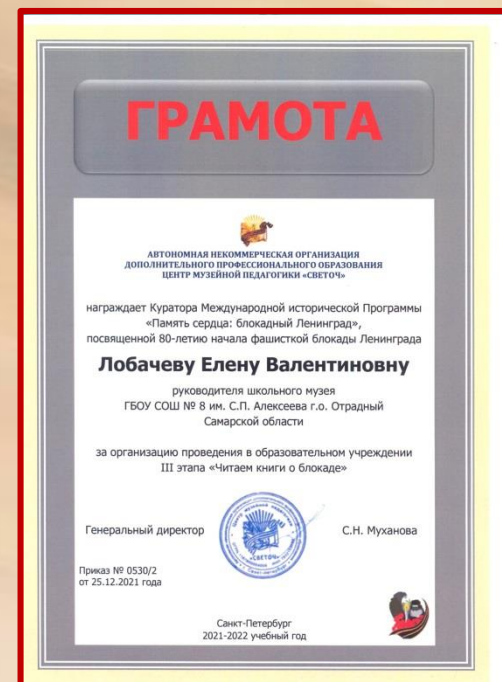 ГРАМОТА
АВТОНОМНАЯ НЕКОММЕРЧЕСКАЯ ОРГАНИЗАЦИЯ
ДОПОЛНИТЕЛЬНОГО ПРОФЕССИОНАЛЬНОГО ОБРАЗОВАНИЯ
ЦЕНТР МУЗЕЙНОЙ ПЕДАГОГИКИ «СВЕТОЧ»
награждает Куратора Международной исторической Программы
«Память сердца: блокадный Ленинград»,
посвященной 80-летию начала фашисткой блокады Ленинграда
Лобачеву Елену Валентиновну
руководителя школьного музея
ГБОУ СОШ № 8 им. С.П. Алексеева г.о. Отрадный
Самарской области
за организацию проведения в образовательном учреждении
III этапа «Читаем книги о блокаде»
Генеральный директор
«СВЕТОЧ»
С.Н. Муханова
Приказ № 0530/2
от 25.12.2021 года
Санкт-Петербург
2021-2022 учебный год